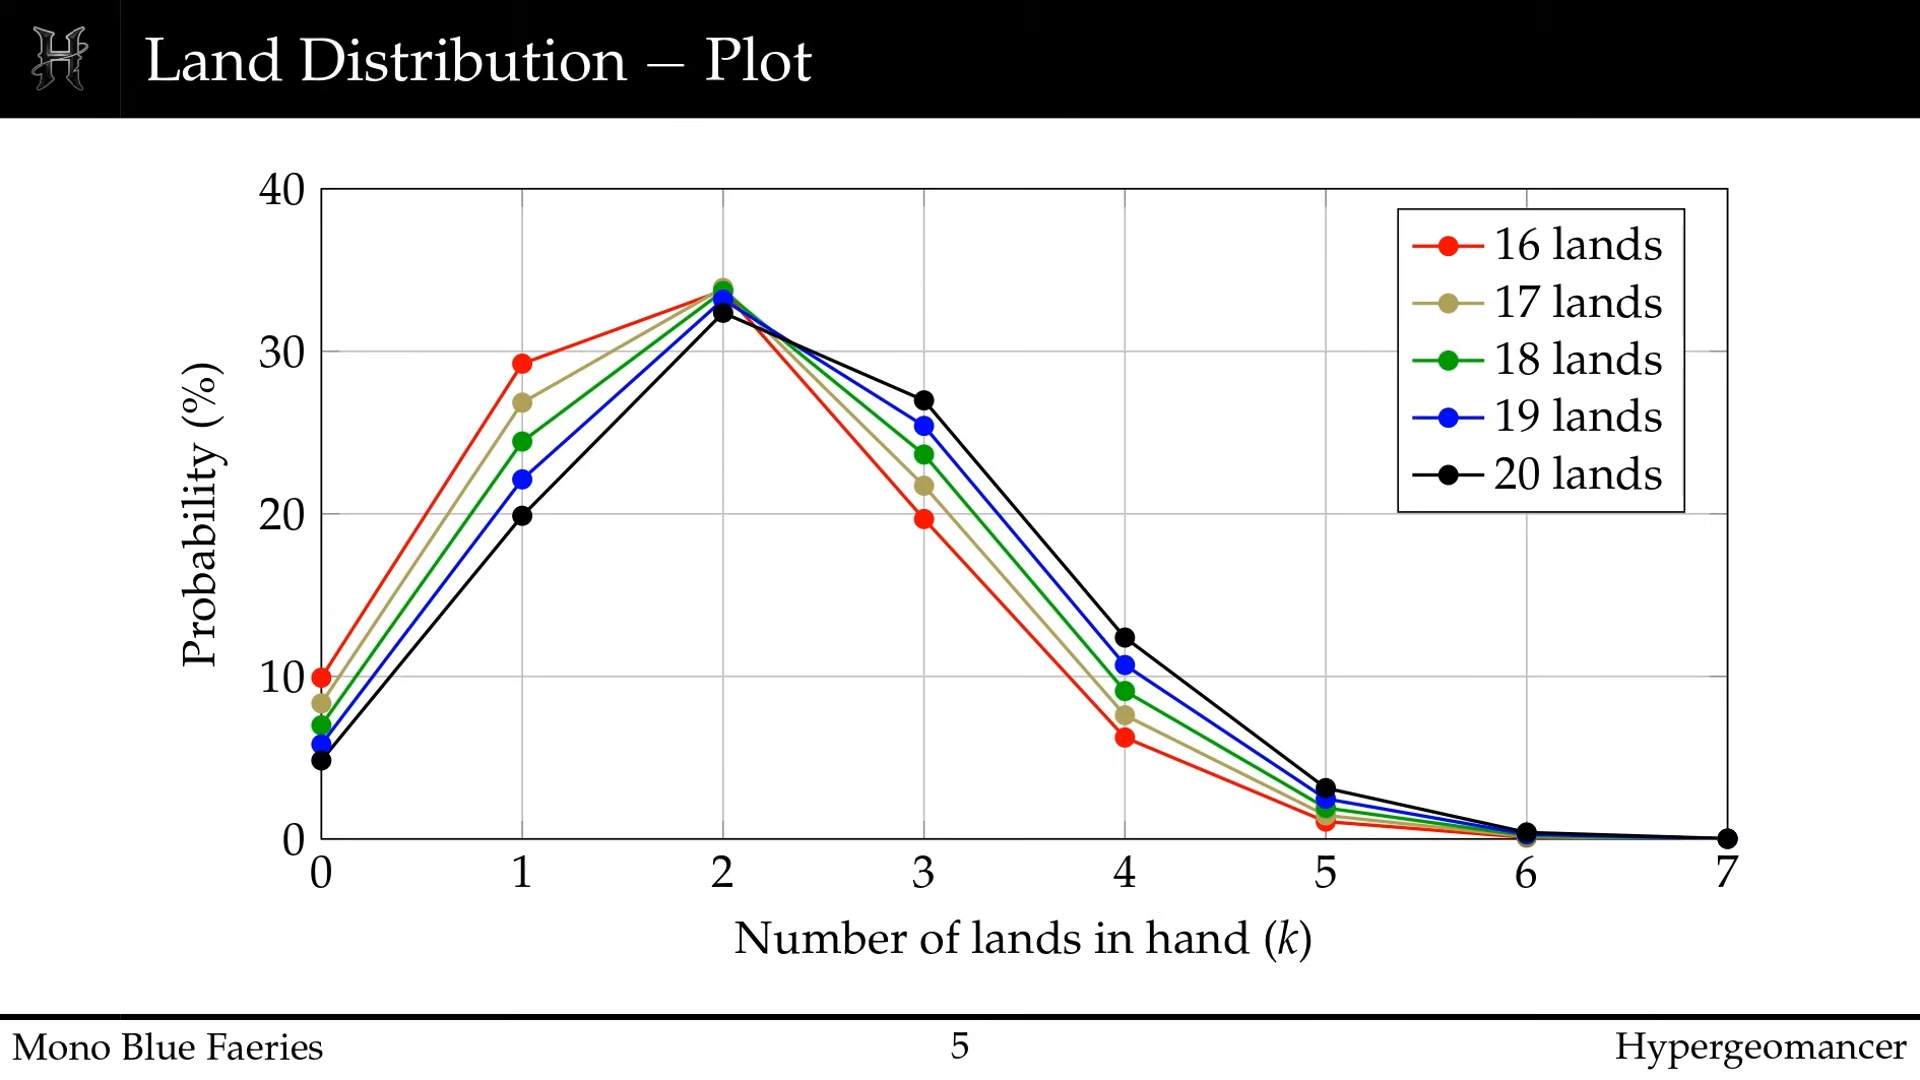 Land Distribution — Plot
40
30
20
10
0
Probability (%)
16 lands
17 lands
18 lands
19 lands
20 lands
0 1 2 3 4 5 6 7
Number of lands in hand (k)
Mono Blue Faeries 5 Hypergeomancer